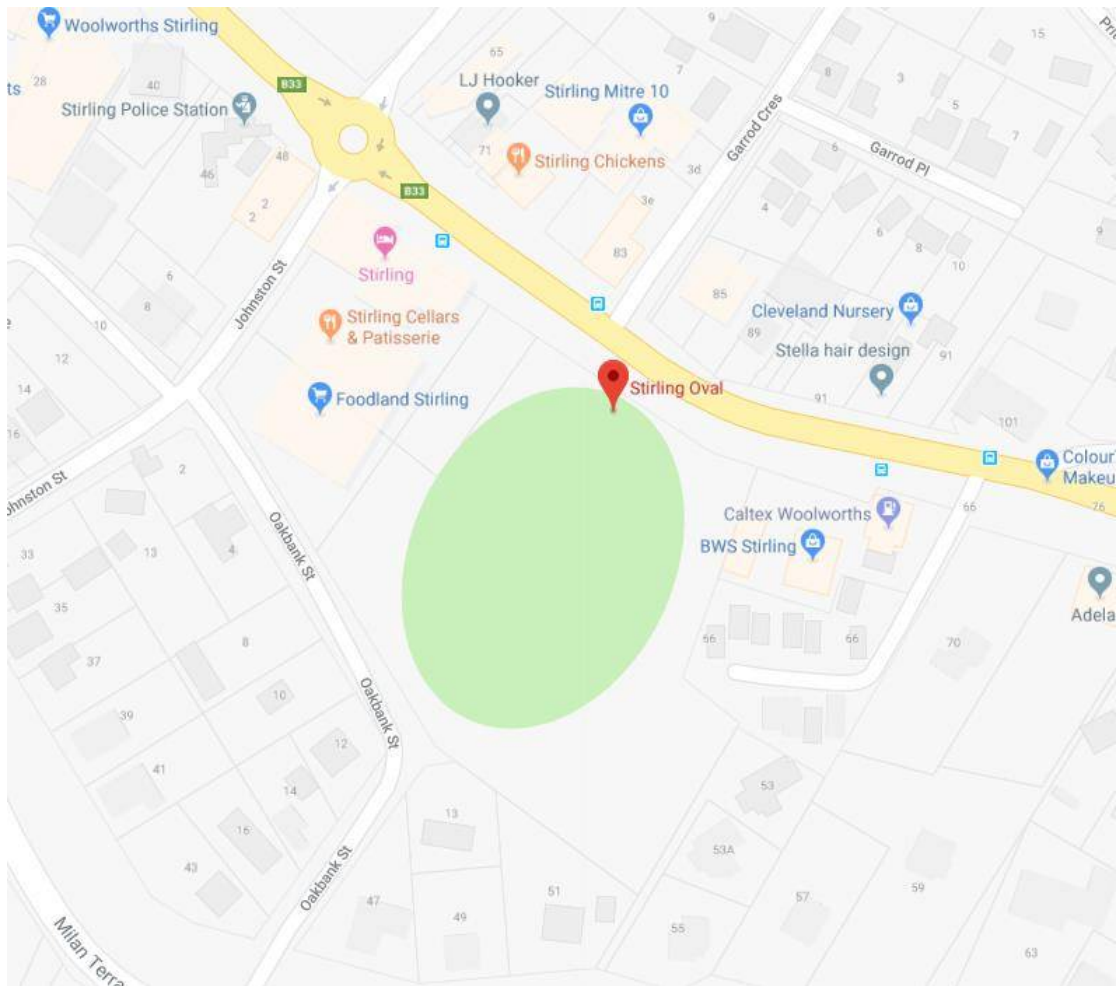 Woolworths Stirling
28
ts
40
Stirling Police Station
46
48
2
2
B33
B33
65
LJ Hooker
71
Stirling Chickens
Stirling Mitre 10
9
7
3d
3e
83
85
Garrod Cres
Garrod Pl
8
3
15
5
7
6
4
6
8
10
9
Stirling
Johnston St
6
8
10
12
14
16
Stirling Cellars
& Patisserie
Foodland Stirling
Cleveland Nursery
89
91
Stella hair design
91
101
Stirling Oval
Colour
Makeu
76
66
Caltex Woolworths
BWS Stirling
Adela
66
66
70
Johnston St
2
4
13
33
35
37
39
41
43
8
10
12
14
16
Oakbank St
Oakbank St
Oakbank St
13
47
49
51
53
53A
55
57
59
63
Milan Terra